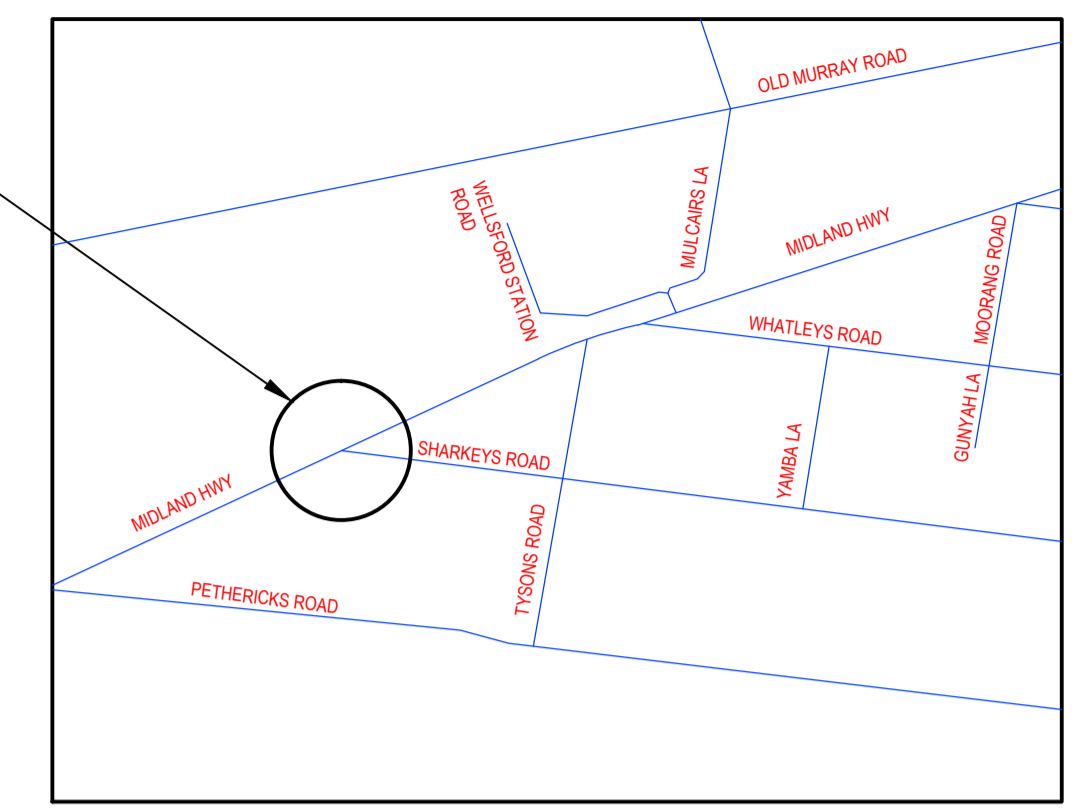 OLD MURRAY ROAD
WELLSFORD STATION
ROAD
MULCAIRS LA
MIDLAND HWY
MOORANG ROAD
WHATLEYS ROAD
GUNYAH LA
SHARKEYS ROAD
YAMBA LA
MIDLAND HWY
TYSONS ROAD
PETHERICKS ROAD